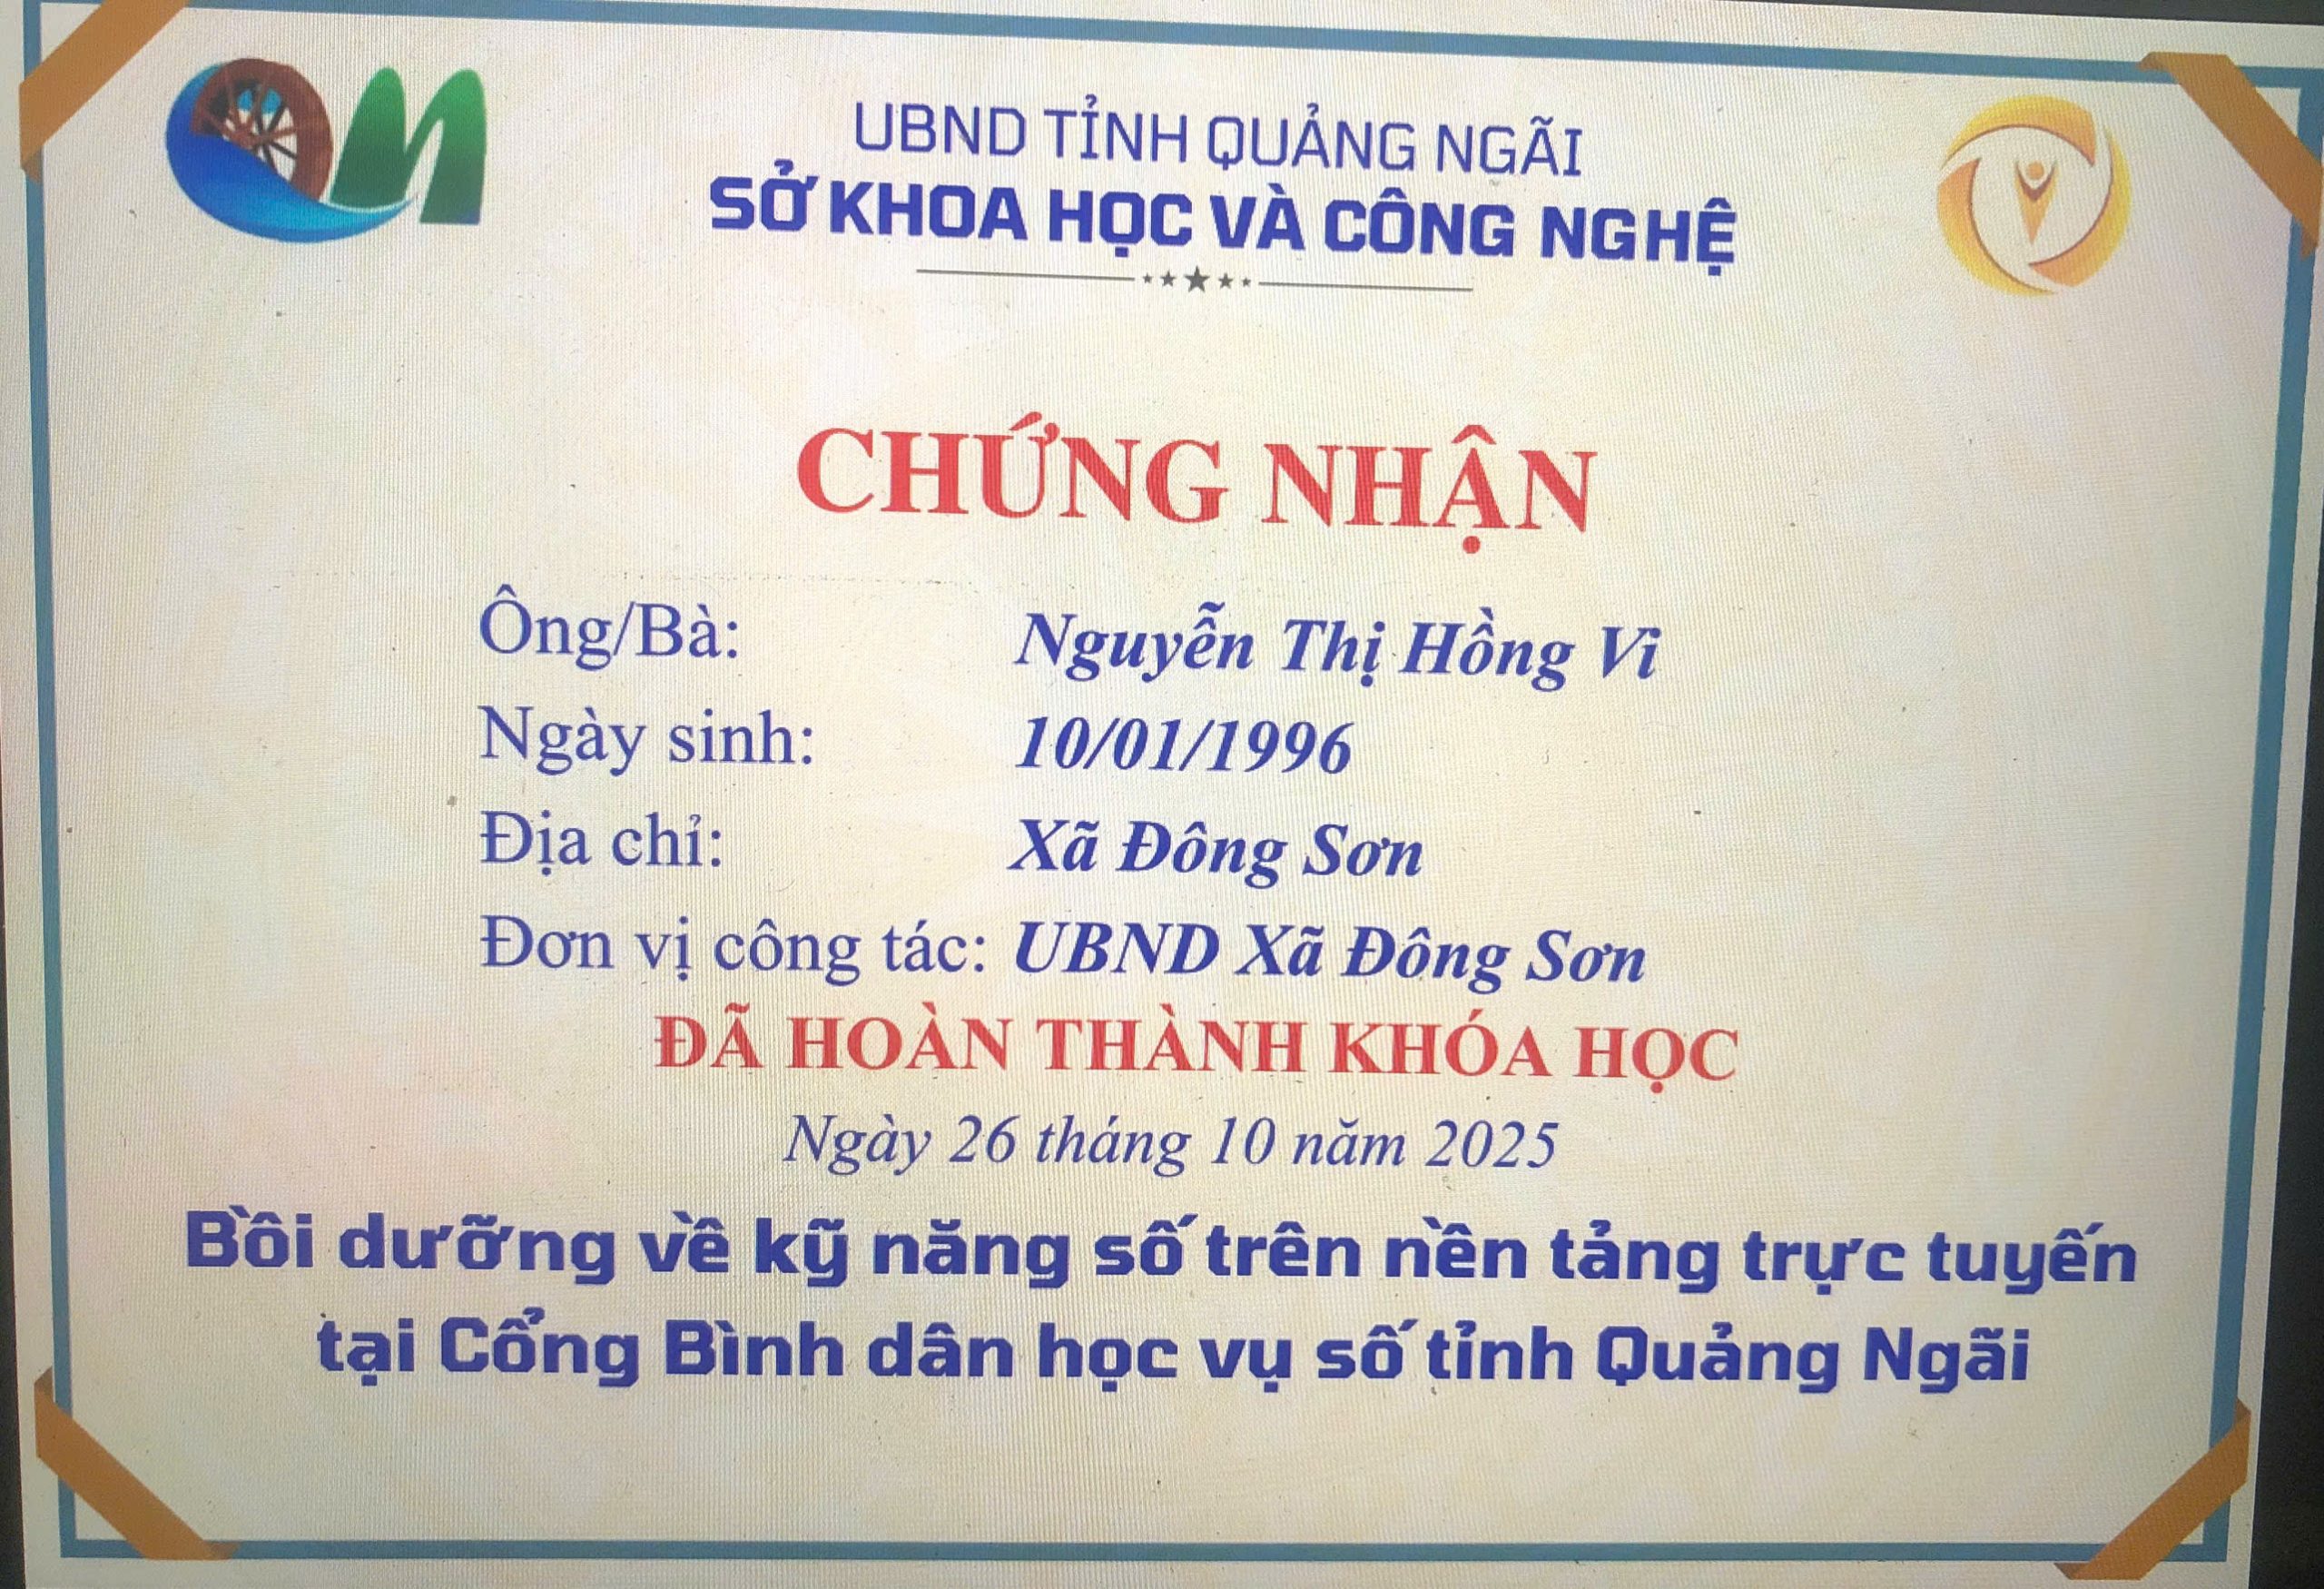 UBND TỈNH QUẢNG NGÃI
SỞ KHOA HỌC VÀ CÔNG NGHỆ
CHỨNG NHẬN
Ông/Bà: Nguyễn Thị Hồng Vi
Ngày sinh: 10/01/1996
Địa chỉ: Xã Đông Sơn
Đơn vị công tác: UBND Xã Đông Sơn
ĐÃ HOÀN THÀNH KHÓA HỌC
Ngày 26 tháng 10 năm 2025
Bồi dưỡng về kỹ năng số trên nền tảng trực tuyến
tại Cổng Bình dân học vụ số tỉnh Quảng Ngãi